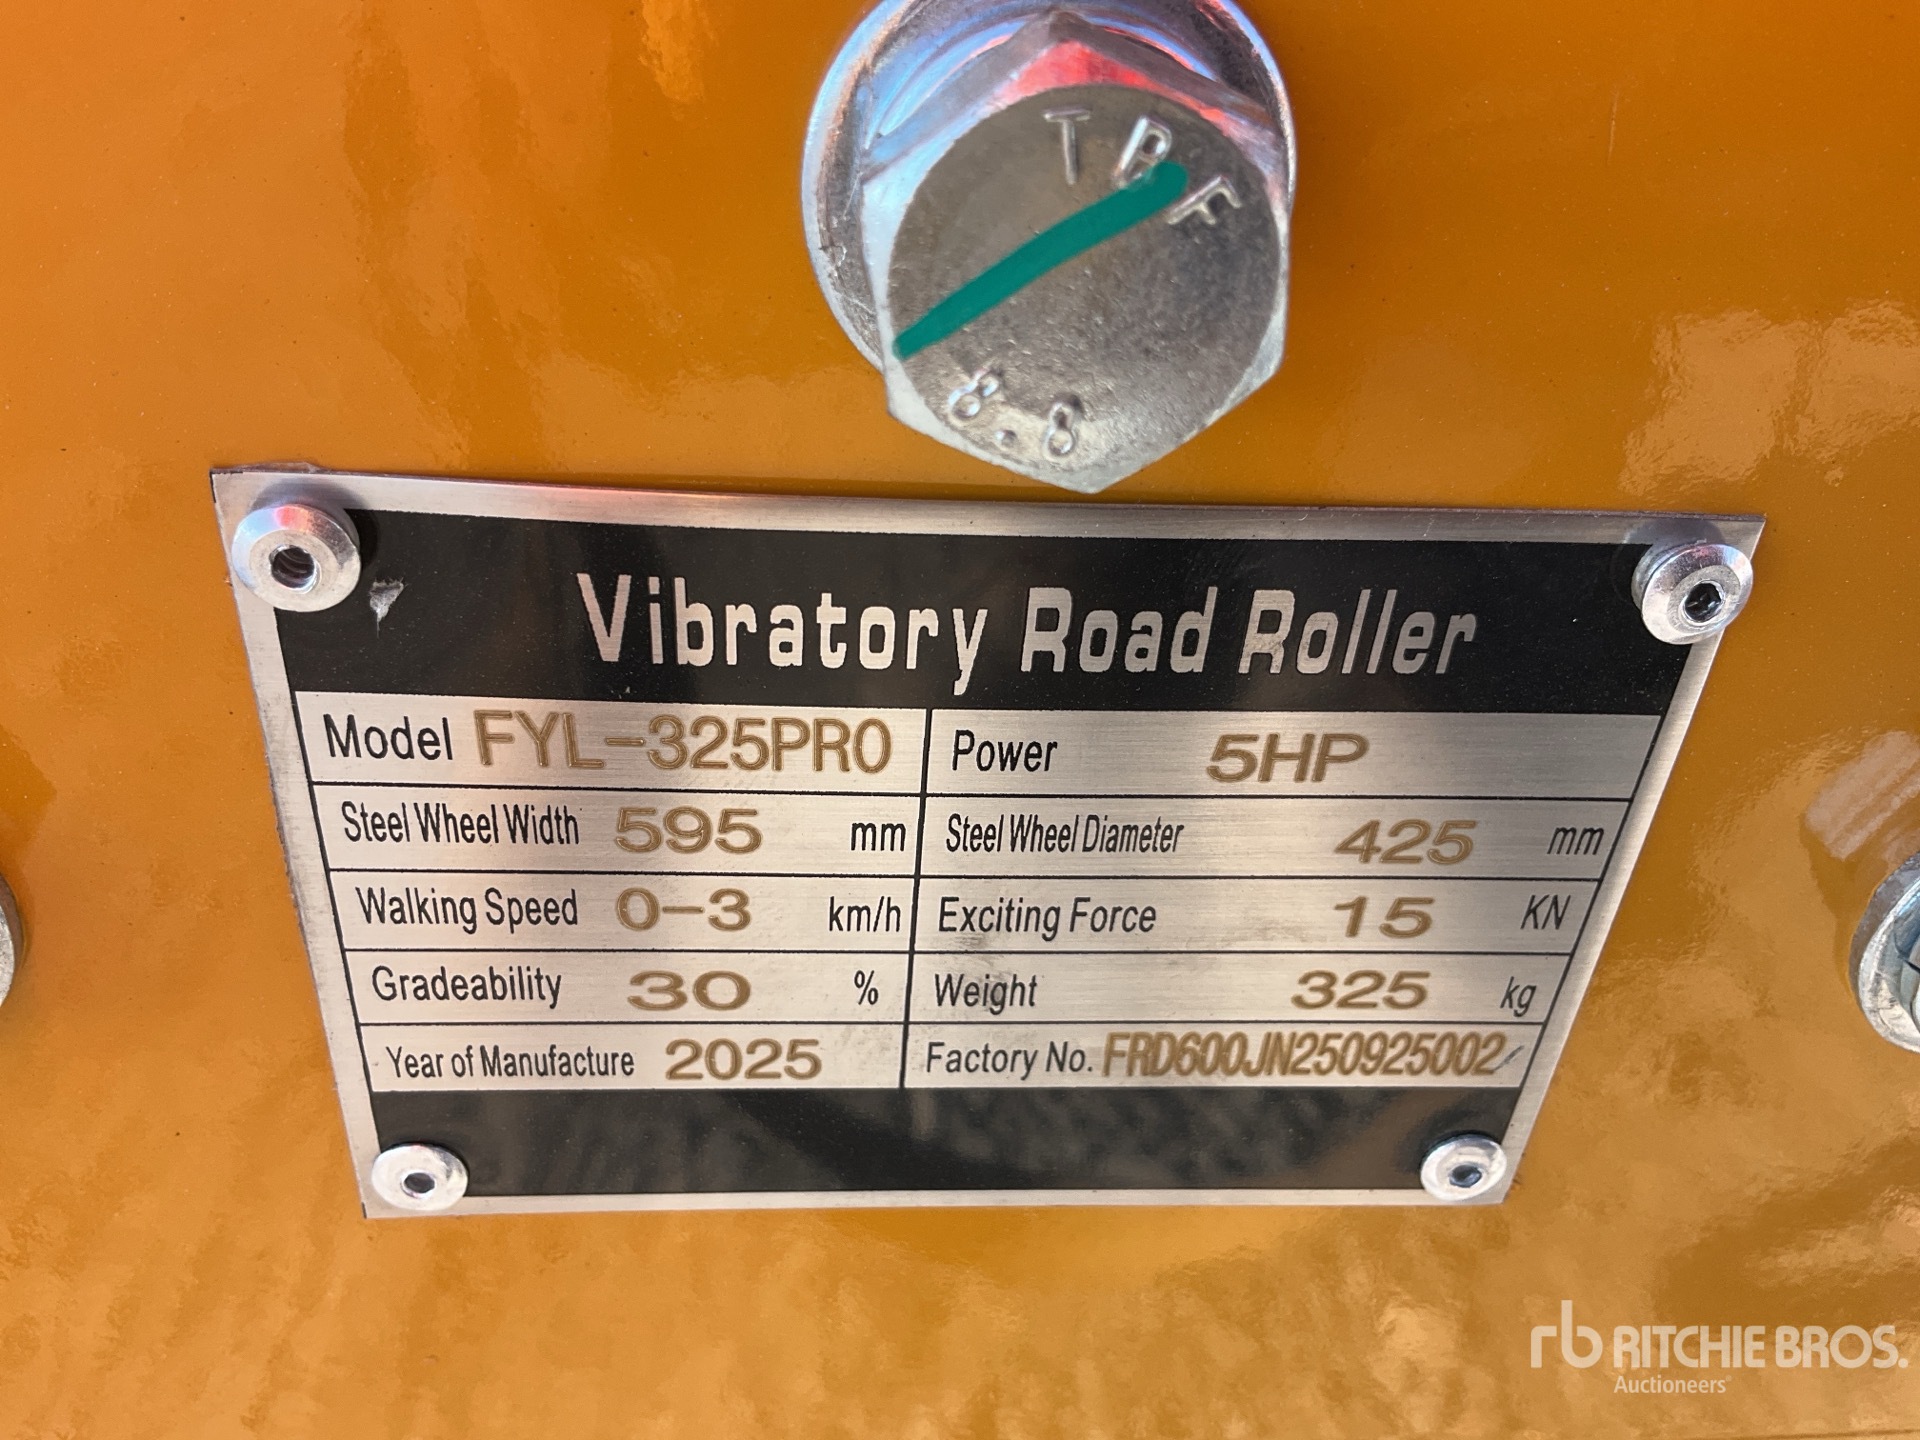 TBF
8.8
Vibratory Road Roller
Model FYL-325PRO Power 5HP
Steel Wheel Width 595 mm Steel Wheel Diameter 425 mm
Walking Speed 0-3 km/h Exciting Force 15 KN
Gradeability 30 % Weight 325 kg
Year of Manufacture 2025 Factory No. FRD600JN250925002
rb RITCHIE BROS.
Auctioneers